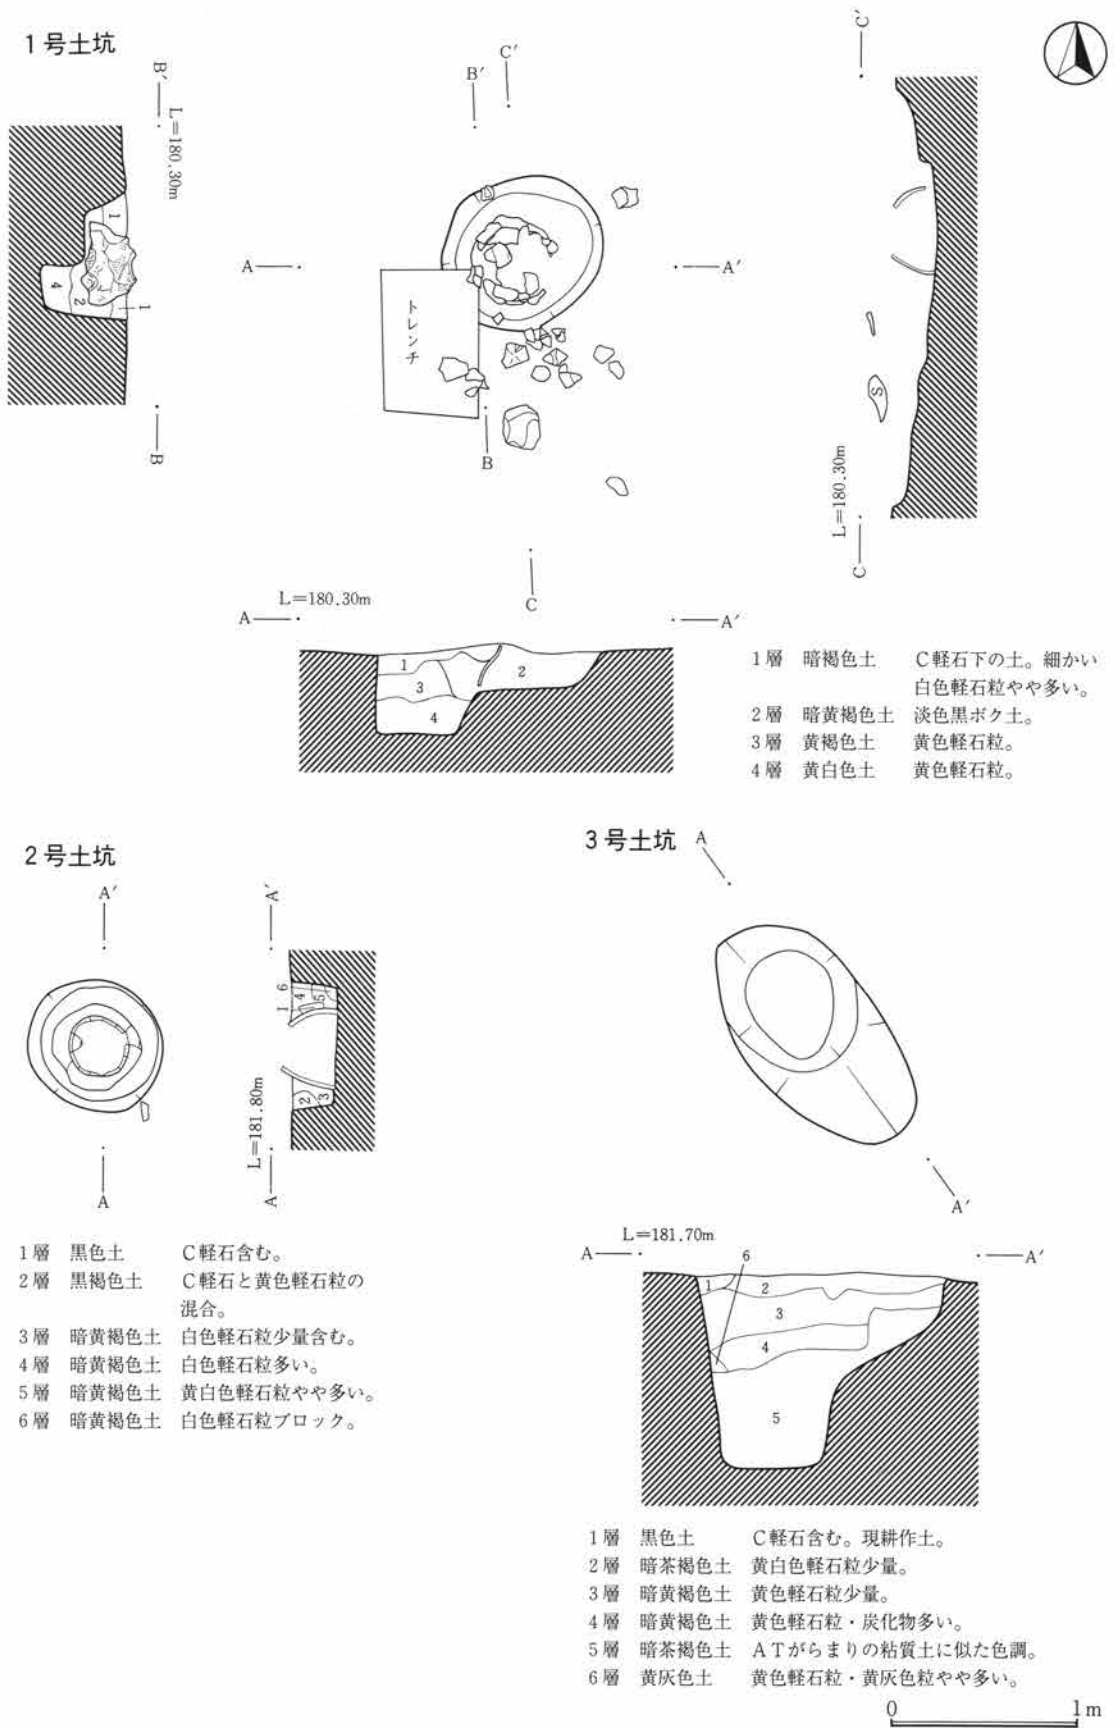 1号土坑
B′
L=180.30m
1
4
2
1
B
B′
C′
A
A′
トレンチ
B
C
C′
S
L=180.30m
C
L=180.30m
A
A′
1
3
2
4
1層 暗褐色土 C軽石下の土。細かい
白色軽石粒やや多い。
2層 暗黄褐色土 淡色黒ボク土。
3層 黄褐色土 黄色軽石粒。
4層 黄白色土 黄色軽石粒。
2号土坑
A′
A
A′
1 6
4
5
2
3
L=181.80m
A
1層 黒色土 C軽石含む。
2層 黒褐色土 C軽石と黄色軽石粒の
混合。
3層 暗黄褐色土 白色軽石粒少量含む。
4層 暗黄褐色土 白色軽石粒多い。
5層 暗黄褐色土 黄白色軽石粒やや多い。
6層 暗黄褐色土 白色軽石粒ブロック。
3号土坑
A
A′
L=181.70m
A
A′
6
1
2
3
4
5
1層 黒色土 C軽石含む。現耕作土。
2層 暗茶褐色土 黄白色軽石粒少量。
3層 暗黄褐色土 黄色軽石粒少量。
4層 暗黄褐色土 黄色軽石粒・炭化物多い。
5層 暗茶褐色土 ATがらまりの粘質土に似た色調。
6層 黄灰色土 黄色軽石粒・黄灰色粒やや多い。
0 1m